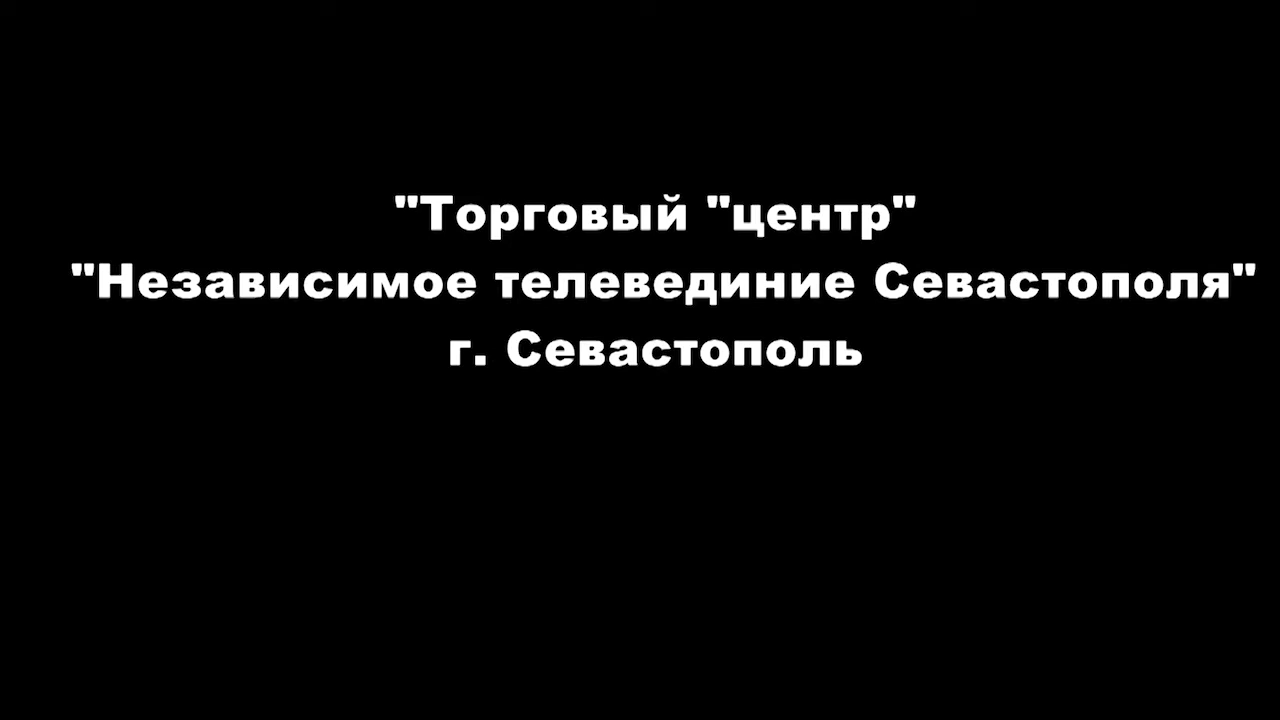 "Торговый "центр"
"Независимое телевединие Севастополя"
г. Севастополь